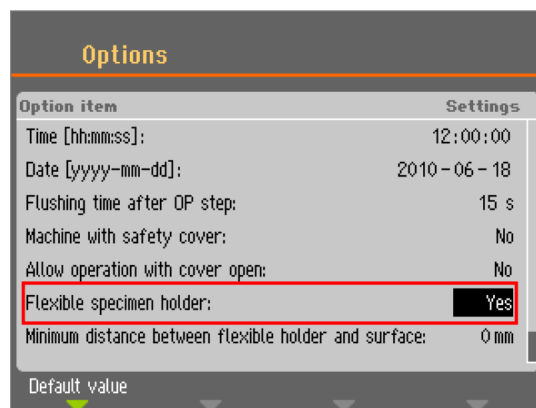 Options
Option item Settings
Time [hh:mm:ss]: 12:00:00
Date [yyyy-mm-dd]: 2010-06-18
Flushing time after OP step: 15 s
Machine with safety cover: No
Allow operation with cover open: No
Flexible specimen holder: Yes
Minimum distance between flexible holder and surface: 0 mm
Default value